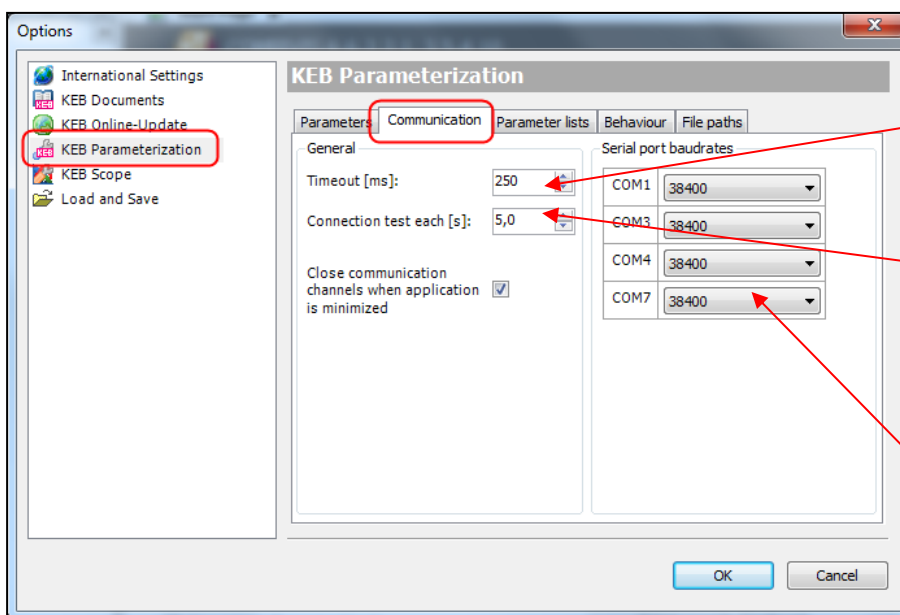 Options
International Settings
KEB Documents
KEB Online-Update
KEB Parameterization
KEB Scope
Load and Save
KEB Parameterization
Parameters
Communication
Parameter lists
Behaviour
File paths
General
Timeout [ms]:
250
Connection test each [s]:
5,0
Close communication
channels when application
is minimized
Serial port baudrates
COM1
38400
COM3
38400
COM4
38400
COM7
38400
OK
Cancel